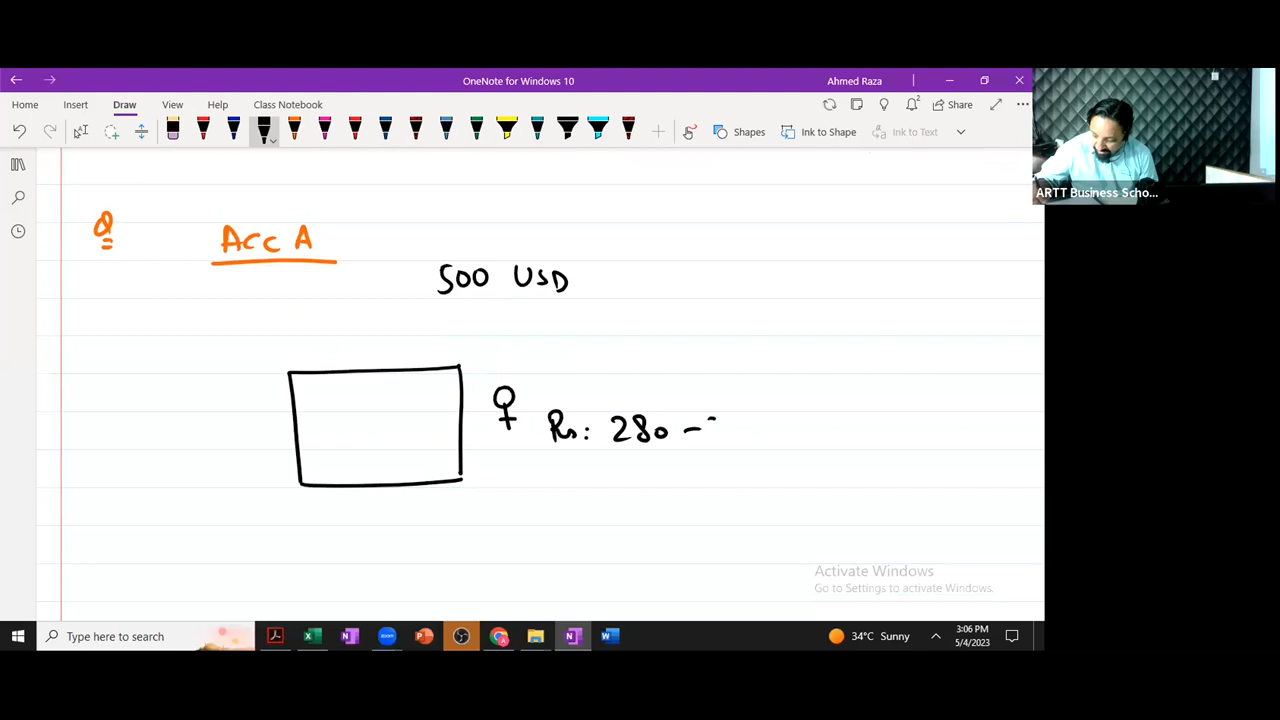 OneNote for Windows 10
Ahmed Raza
Home Insert Draw View Help Class Notebook
Share
Shapes Ink to Shape Ink to Text
ARTT Business Scho...
Q
Acc A
500 USD
Rs: 280 -
Activate Windows
Go to Settings to activate Windows.
Type here to search
34°C Sunny
3:06 PM
5/4/2023